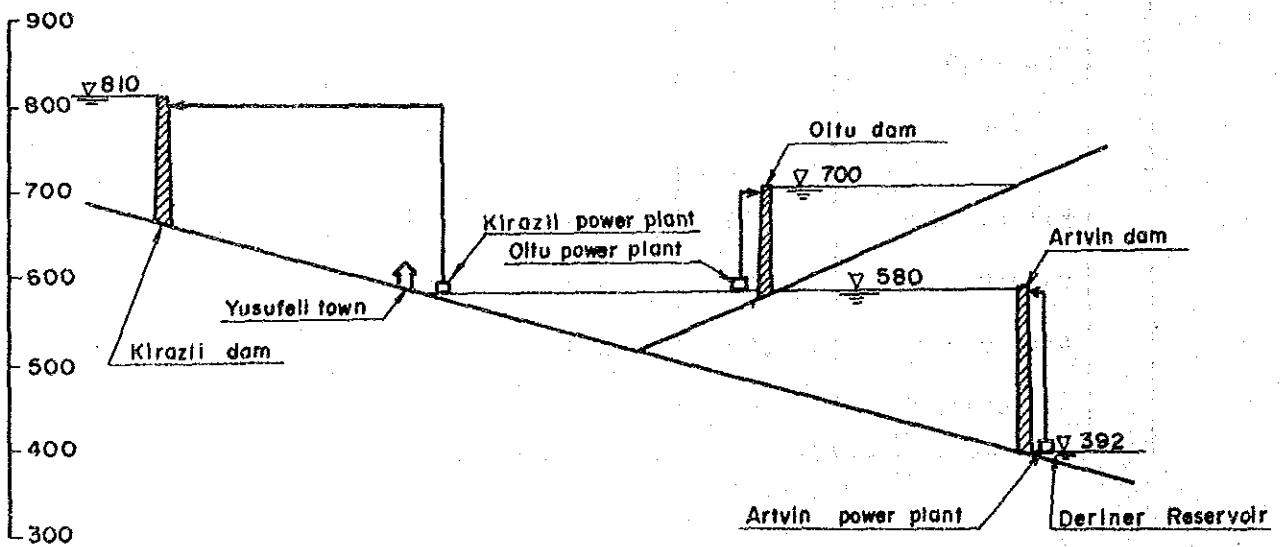 900
▽ 810
800
Oltu dam
700
▽ 700
Kirazli power plant
Oltu power plant
Artvin dam
600
▽ 580
Yusufeli town
Kirazli dam
500
400
▽ 392
Artvin power plant
Deriner Reservoir
300